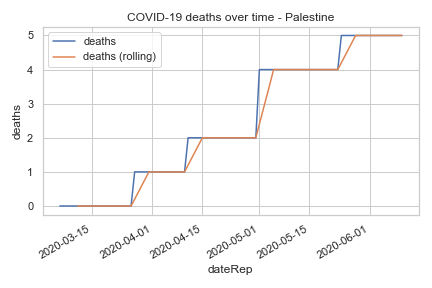 COVID-19 deaths over time - Palestine
deaths
deaths (rolling)
5
4
3
2
1
0
deaths
2020-03-15
2020-04-01
2020-04-15
2020-05-01
2020-05-15
2020-06-01
dateRep